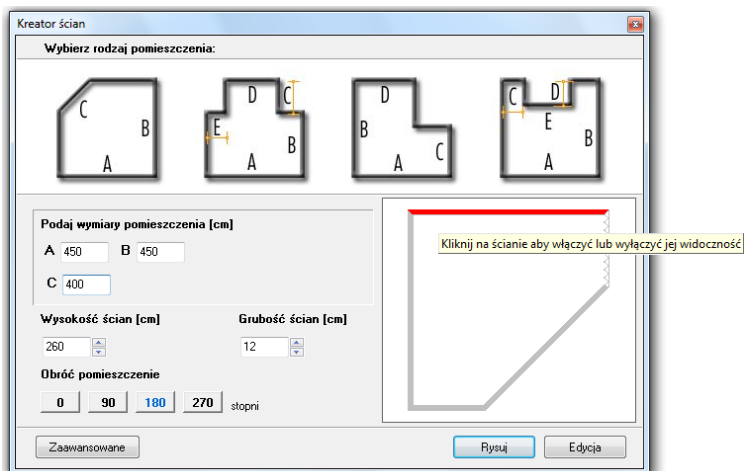 Kreator ścian
Wybierz rodzaj pomieszczenia:
C B A
D C E B A
D B A C
C D E B A
Podaj wymiary pomieszczenia [cm]
A 450 B 450
C 400
Kliknij na ścianie aby włączyć lub wyłączyć jej widoczność
Wysokość ścian [cm] Grubość ścian [cm]
260 12
Obróć pomieszczenie
0 90 180 270 stopni
Zaawansowane Rysuj Edycja